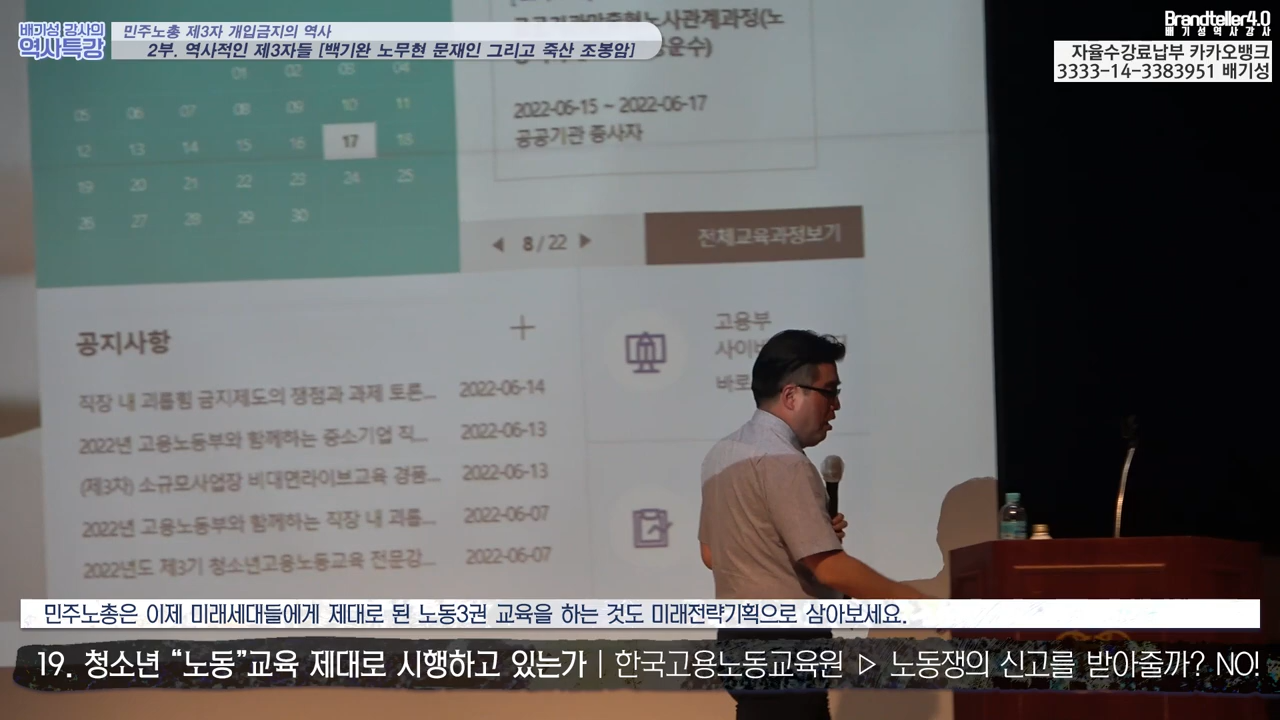 배기성 강사의
역사특강
민주노총 제3자 개입금지의 역사
2부. 역사적인 제3자들 [백기완 노무현 문재인 그리고 죽산 조봉암]
Brandteller4.0
배기성역사강사
자율수강료납부 카카오뱅크
3333-14-3383951 배기성
01 02 03 04
05 06 07 08 09 10 11
12 13 14 15 16 17 18
19 20 21 22 23 24 25
26 27 28 29 30
노사관계과정(노
2022-06-15 ~ 2022-06-17
공공기관 종사자
8 / 22
전체교육과정보기
공지사항
직장 내 괴롭힘 금지제도의 쟁점과 과제 토론... 2022-06-14
2022년 고용노동부와 함께하는 중소기업 직... 2022-06-13
(제3차) 소규모사업장 비대면라이브교육 경품... 2022-06-13
2022년 고용노동부와 함께하는 직장 내 괴롭... 2022-06-07
2022년도 제3기 청소년고용노동교육 전문강... 2022-06-07
고용부
사이버
바로
민주노총은 이제 미래세대들에게 제대로 된 노동3권 교육을 하는 것도 미래전략기획으로 삼아보세요.
19. 청소년 “노동”교육 제대로 시행하고 있는가 | 한국고용노동교육원 ▷ 노동쟁의 신고를 받아줄까? NO!